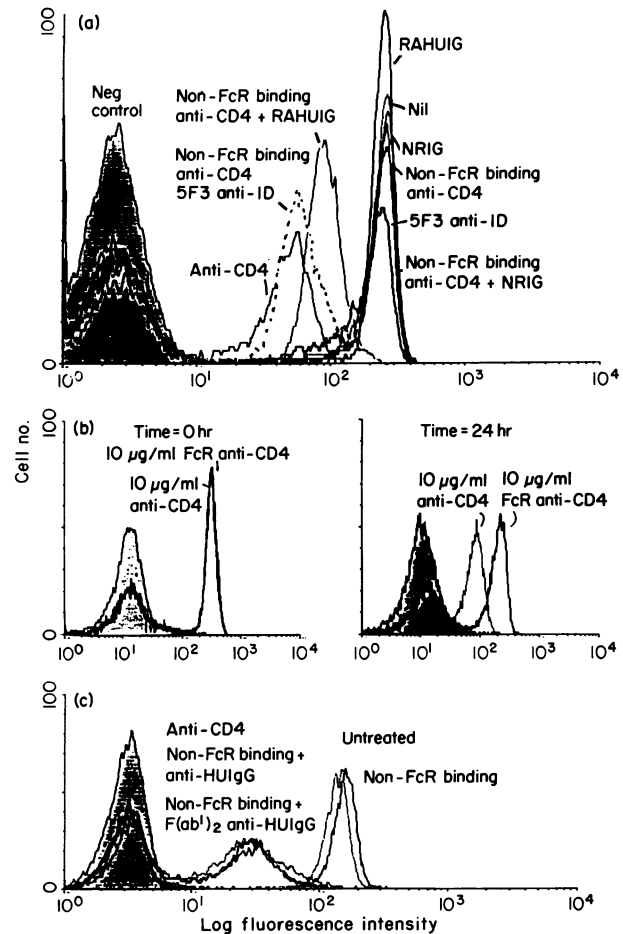 (a)
100
RAHUIG
Neg
control
Non-FcR binding
anti-CD4 + RAHUIG
Nil
NRIG
Non-FcR binding
anti-CD4
5F3 anti-ID
Non-FcR binding
anti-CD4
5F3 anti-ID
Anti-CD4
Non-FcR binding
anti-CD4 + NRIG
0
10⁰ 10¹ 10² 10³ 10⁴
Cell no.
(b)
100
Time = 0 hr
10 μg/ml FcR anti-CD4
10 μg/ml
anti-CD4
0
10⁰ 10¹ 10² 10³ 10⁴
Time = 24 hr
10 μg/ml
anti-CD4
10 μg/ml
FcR anti-CD4
10⁰ 10¹ 10² 10³ 10⁴
(c)
100
Anti-CD4
Non-FcR binding +
anti-HUIgG
Non-FcR binding +
F(ab')₂ anti-HUIgG
Untreated
Non-FcR binding
0
10⁰ 10¹ 10² 10³ 10⁴
Log fluorescence intensity